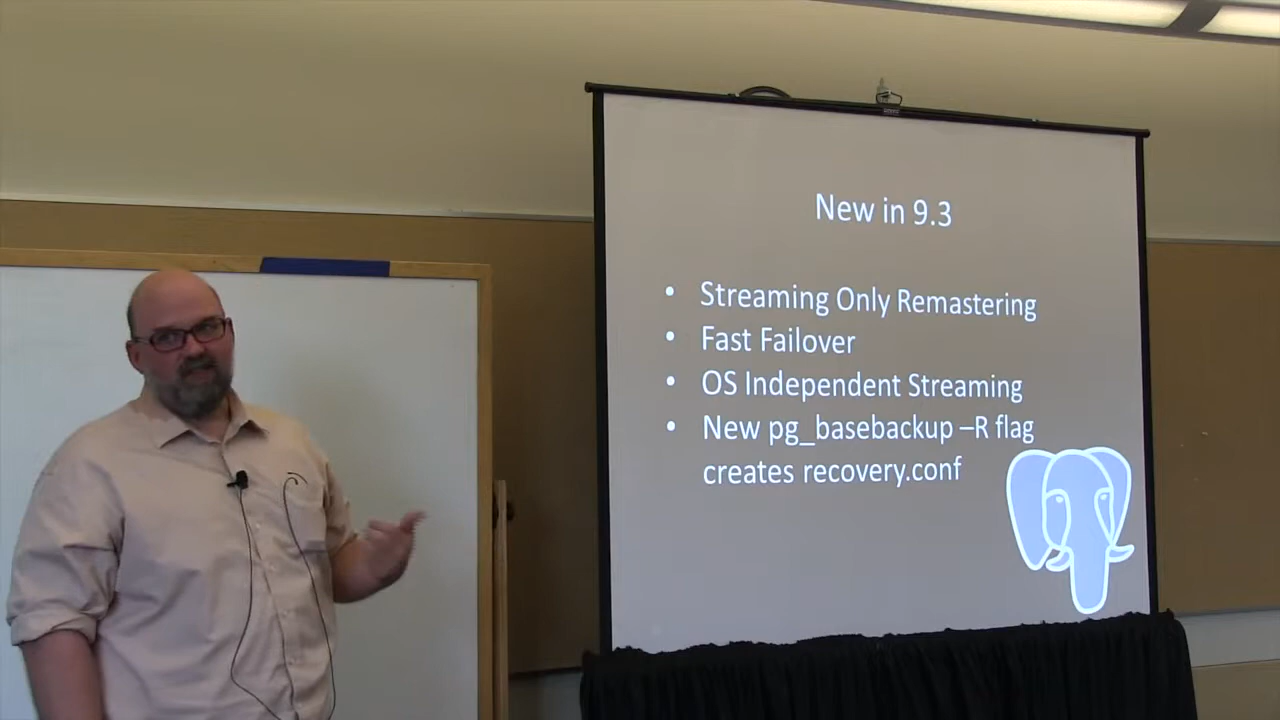 New in 9.3
• Streaming Only Remastering
• Fast Failover
• OS Independent Streaming
• New pg_basebackup –R flag
creates recovery.conf